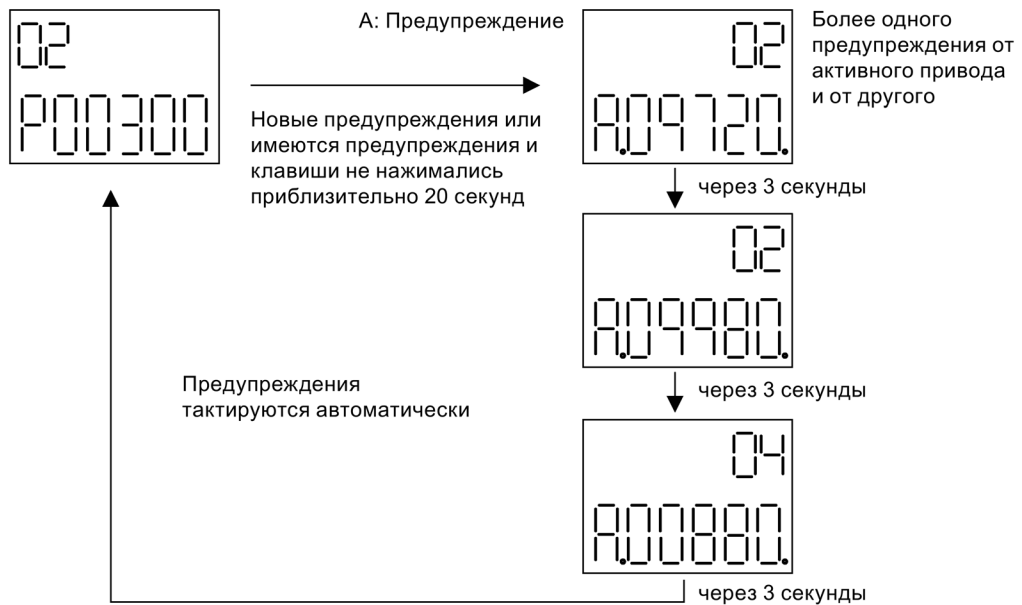 02
P00300
А: Предупреждение
Новые предупреждения или
имеются предупреждения и
клавиши не нажимались
приблизительно 20 секунд
02
A.09720.
Более одного
предупреждения от
активного привода
и от другого
через 3 секунды
02
A.09980.
через 3 секунды
Предупреждения
тактируются автоматически
04
A.00880.
через 3 секунды